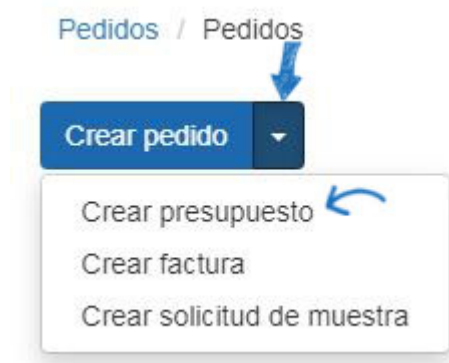 Pedidos / Pedidos
Crear pedido
Crear presupuesto
Crear factura
Crear solicitud de muestra